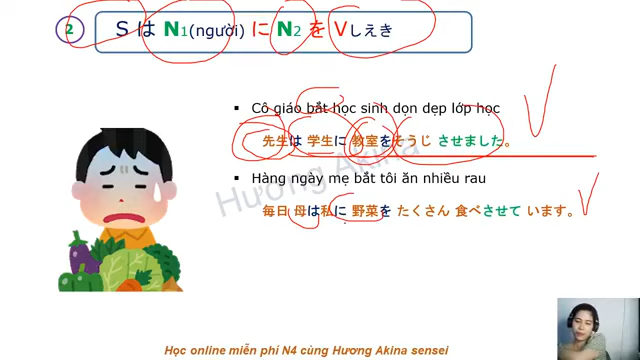 2 S は N1(người) に N2 を Vしえき
▪ Cô giáo bắt học sinh dọn dẹp lớp học
先生は 学生に 教室をそうじ させました。
▪ Hàng ngày mẹ bắt tôi ăn nhiều rau
毎日 母は私に 野菜を たくさん 食べさせて います。
Hương Akina
Học online miễn phí N4 cùng Hương Akina sensei